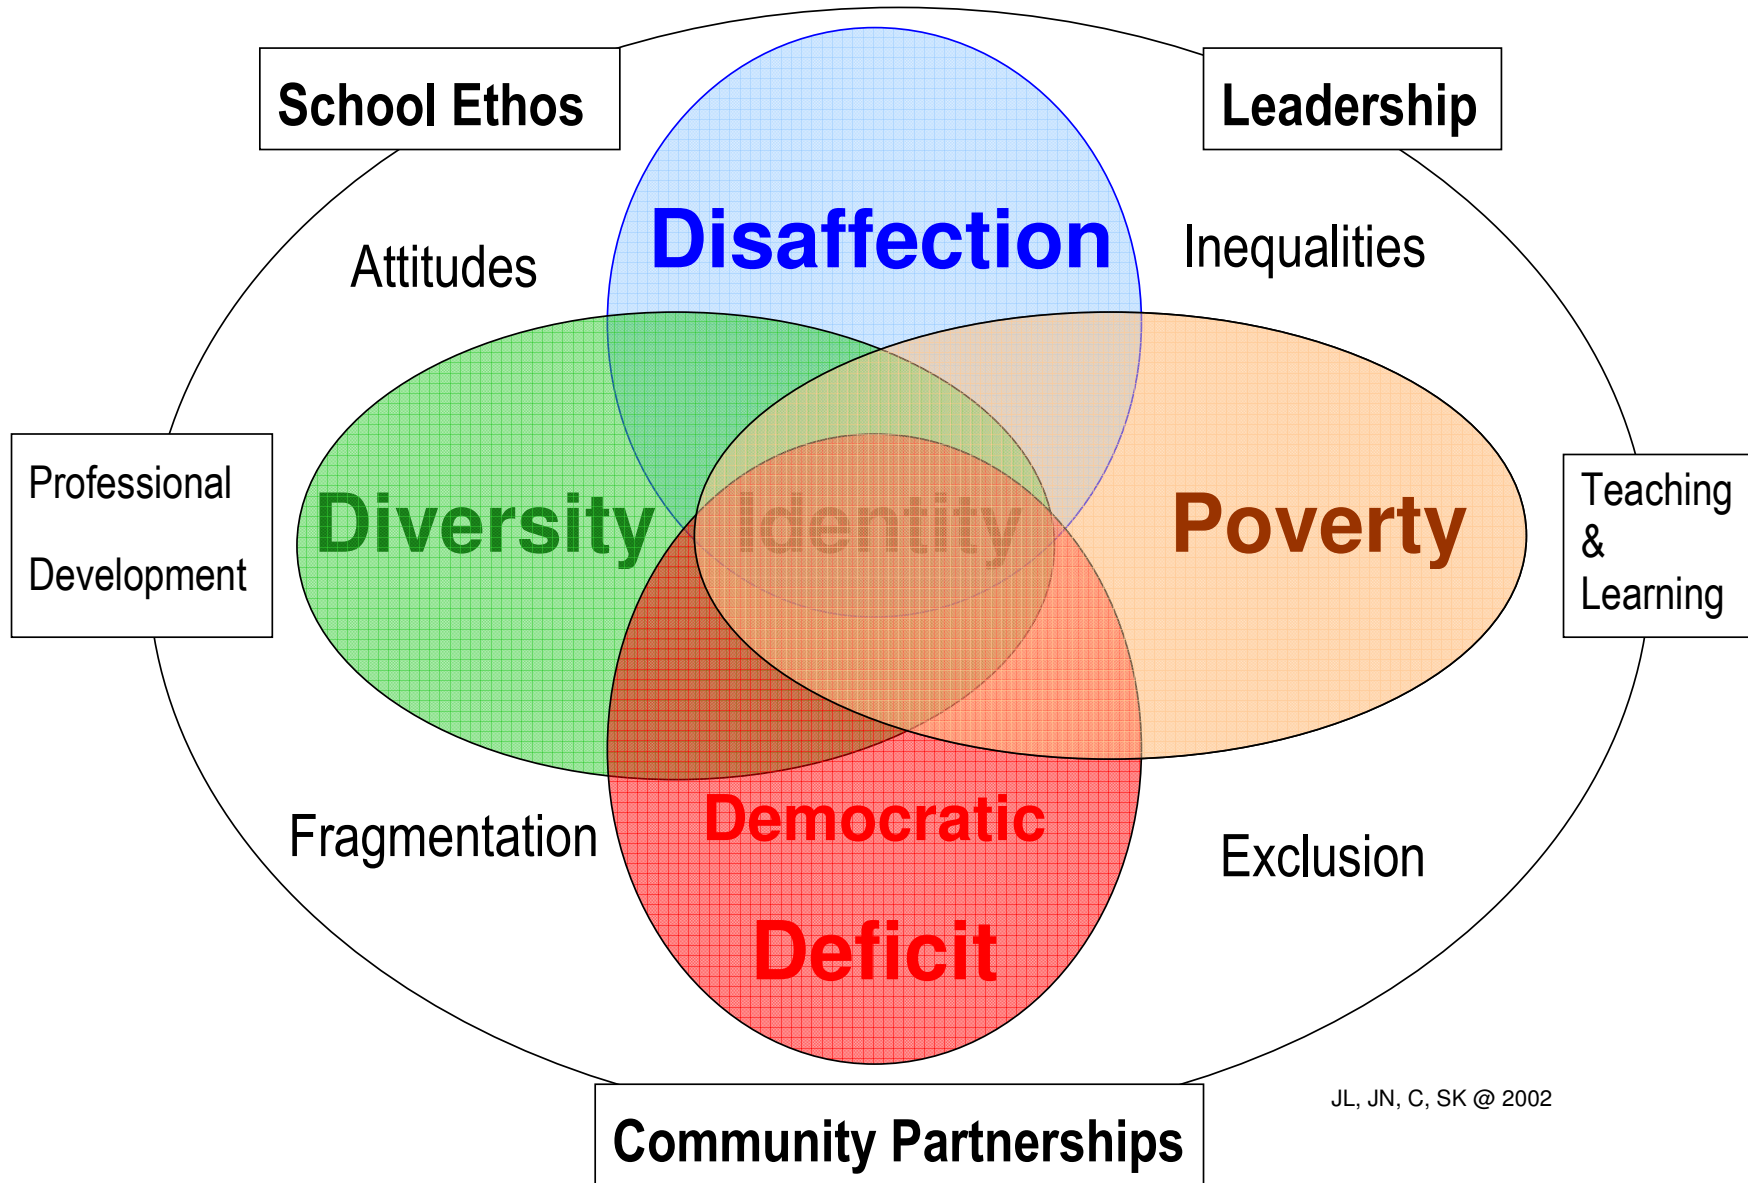 School Ethos
Leadership
Disaffection
Attitudes
Inequalities
Professional
Development
Diversity
Identity
Poverty
Teaching
&
Learning
Fragmentation
Democratic
Deficit
Exclusion
JL, JN, C, SK @ 2002
Community Partnerships